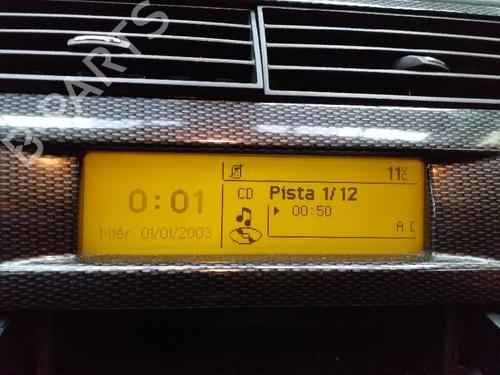 B-PARTS
11°C
0:01
CD
Pista 1/12
00:50
Miér 01/01/2003
A